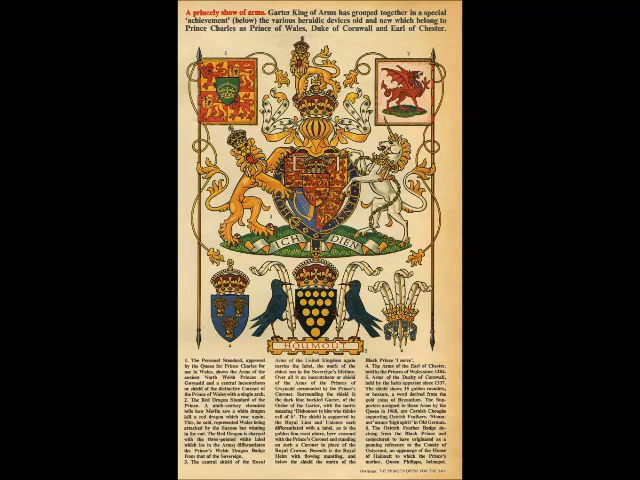 A princely show of arms. Garter King of Arms has grouped together in a special
'achievement' (below) the various heraldic devices old and new which belong to
Prince Charles as Prince of Wales, Duke of Cornwall and Earl of Chester.
1
2
3
ICH DIEN
4
5
HOUMOUT
1. The Personal Standard, approved
by the Queen for Prince Charles for
use in Wales, shows the Arms of the
ancient North Welsh Princes of
Gwynedd and a central inescutcheon
or shield of the distinctive Coronet of
the Prince of Wales with a single arch.
2. The Red Dragon Standard of the
Prince. A ninth-century chronicle
tells how Merlin saw a white dragon
kill a red dragon which rose again.
This, he said, represented Wales being
attacked by the Saxons but winning
in the end. The Red Dragon is charged
with the three-pointed white label
which (as in the Arms) differentiates
the Prince's Welsh Dragon Badge
from that of the Sovereign.
3. The central shield of the Royal
Arms of the United Kingdom again
carries the label, the mark of the
eldest son in the Sovereign's lifetime.
Over all is an inescutcheon or shield
of the Arms of the Princes of
Gwynedd ensigned by the Prince's
Coronet. Surrounding the shield is
the dark blue buckled Garter of the
Order of the Garter, with the motto
meaning 'Dishonour to him who thinks
evil of it'. The shield is supported by
the Royal Lion and Unicorn each
differentiated with a label, as is the
golden lion crest above, here crowned
with the Prince's Coronet and standing
on such a Coronet in place of the
Royal Crown. Beneath is the Royal
Helm with flowing mantling, and
below the shield the motto of the
Black Prince 'I serve'.
4. The Arms of the Earl of Chester,
held by the Princes of Wales since
5. Arms of the Duchy of Cornwall,
held by the heirs apparent since 1337.
The shield shows 15 golden roundels,
or bezants, a word derived from the
gold coins of Byzantium. The Sup-
porters assigned to these Arms by the
Queen in 1968, are Cornish Choughs
supporting Ostrich Feathers. 'Houmout'
means 'high spirit' in Old German.
6. The Ostrich Feather Badge de-
riving from the Black Prince and
conjectured to have originated as a
punning reference to the County of
Ostrevant, an appanage of the House
of Hainault to which the Prince's
mother, Queen Philippa, belonged.